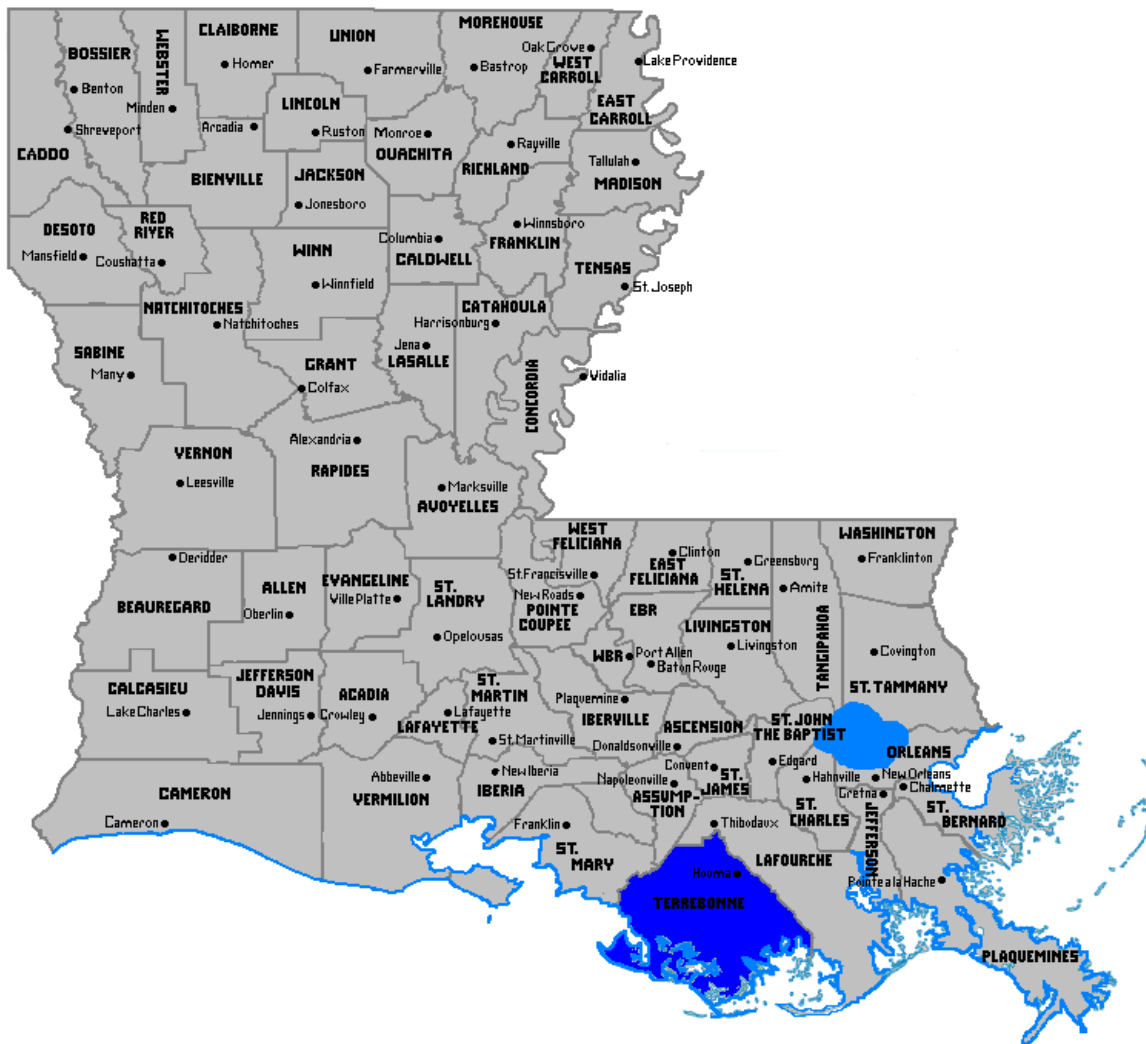 MOREHOUSE
CLAIBORNE
UNION
BOSSIER
WEBSTER
Oak Grove
WEST
CARROLL
Homer
Farmerville
Bastrop
Lake Providence
Benton
Minden
LINCOLN
EAST
CARROLL
Shreveport
Arcadia
Ruston
Monroe
OUACHITA
Rayville
CADDO
BIENVILLE
JACKSON
RICHLAND
Tallulah
MADISON
Jonesboro
RED
RIVER
DESOTO
Winnsboro
FRANKLIN
Mansfield
Coushatta
WINN
Columbia
CALDWELL
TENSAS
Winnfield
St. Joseph
NATCHITOCHES
Natchitoches
CATAHOULA
Harrisonburg
SABINE
Many
GRANT
Colfax
Jena
LASALLE
CONCORDIA
Vidalia
VERNON
Leesville
Alexandria
RAPIDES
Marksville
AVOYELLES
WEST
FELICIANA
WASHINGTON
Deridder
Clinton
EAST
FELICIANA
Greensburg
ST.
HELENA
Franklinton
BEAUREGARD
ALLEN
Oberlin
EVANGELINE
Ville Platte
ST.
LANDRY
St. Francisville
New Roads
POINTE
COUPEE
EBR
Amite
LIVINGSTON
Livingston
TANGIPAHOA
Opelousas
WBR
Port Allen
Baton Rouge
Covington
ST. TAMMANY
CALCASIEU
Lake Charles
JEFFERSON
DAVIS
Jennings
ACADIA
Crowley
ST.
MARTIN
Lafayette
LAFAYETTE
St. Martinville
Plaquemine
IBERVILLE
Donaldsonville
ASCENSION
ST. JOHN
THE BAPTIST
ORLEANS
CAMERON
Cameron
Abbeville
VERMILION
New Iberia
IBERIA
Napoleonville
ASSUMP-
TION
Convent
ST.
JAMES
Edgard
Hahnville
New Orleans
Gretna
Chalmette
ST.
BERNARD
Franklin
ST.
MARY
Thibodaux
ST.
CHARLES
LAFOURCHE
JEFFERSON
Houma
TERREBONNE
Pointe a la Hache
PLAQUEMINES